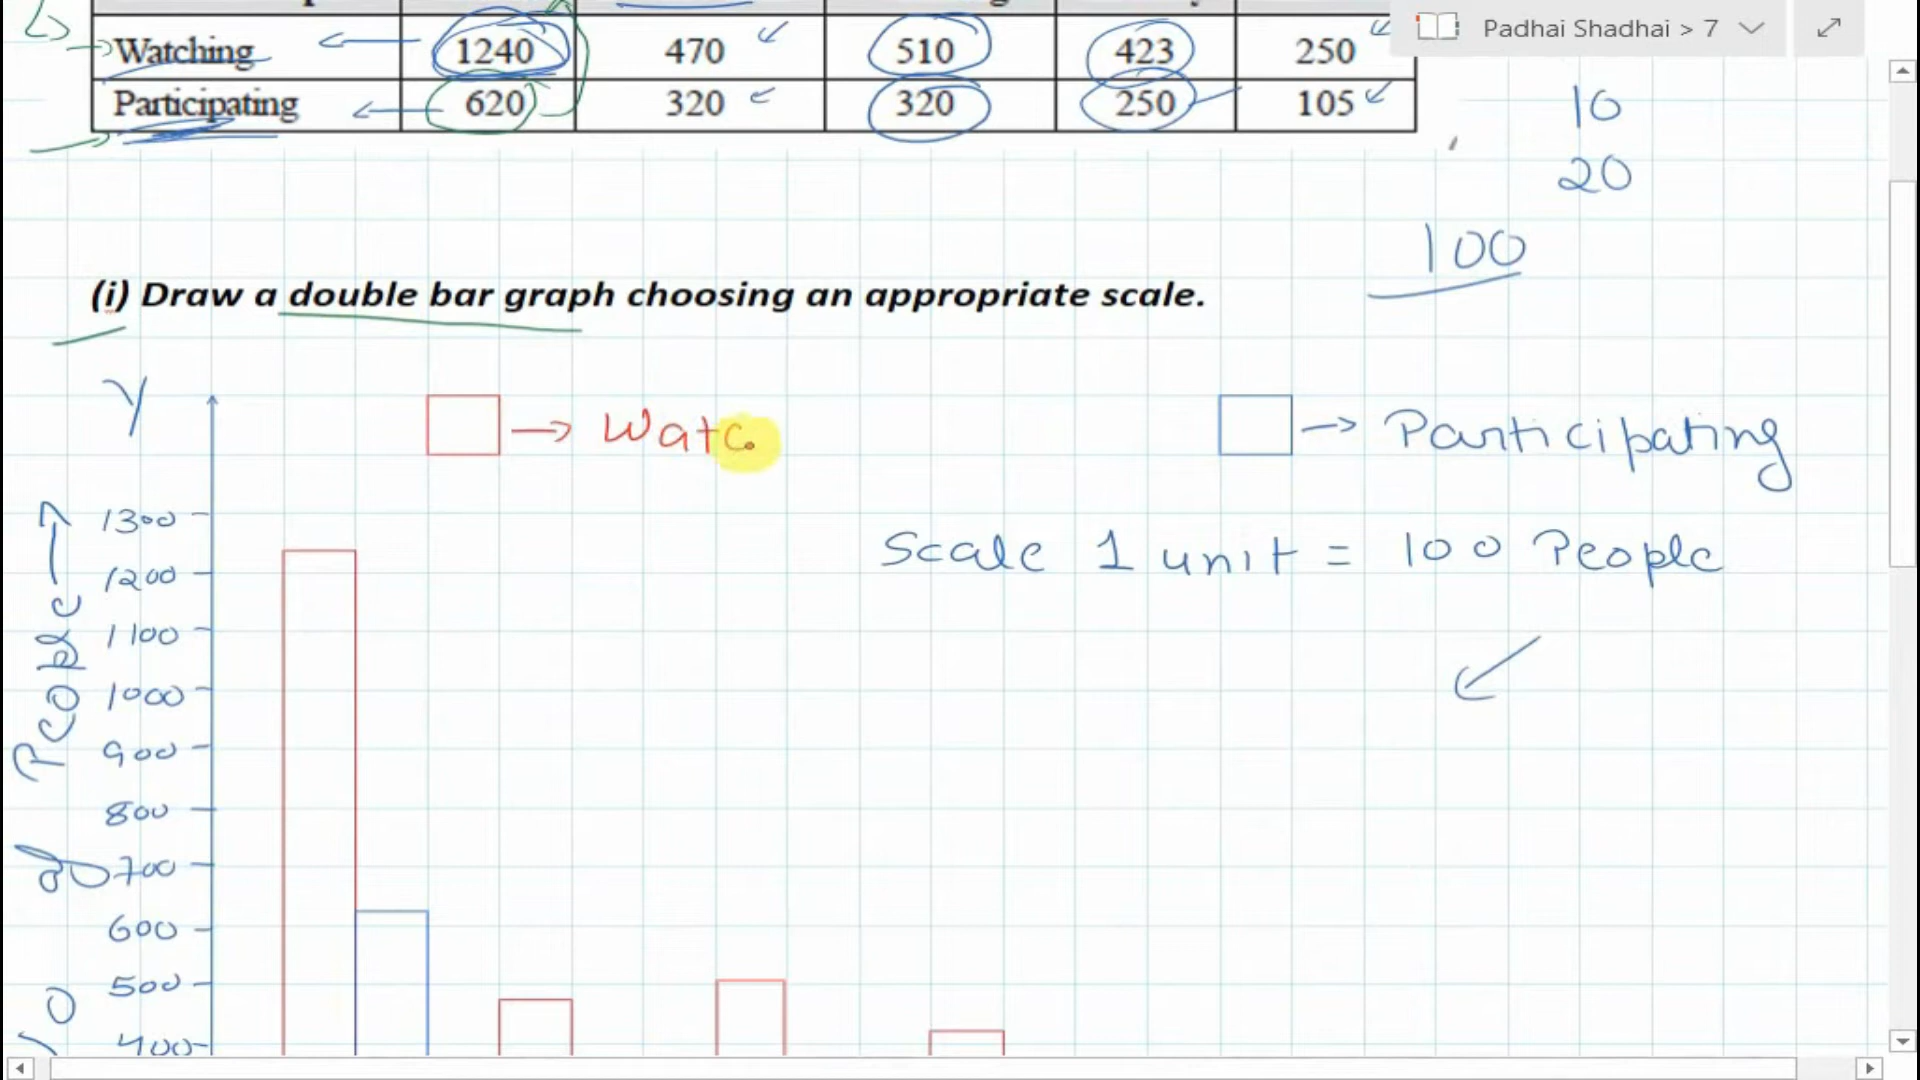 Padhai Shadhai > 7
Watching 1240 470 510 423 250
Participating 620 320 320 250 105
10
20
100
(i) Draw a double bar graph choosing an appropriate scale.
Y
Watc
Participating
Scale 1 unit = 100 People
1300
1200
1100
1000
900
800
700
600
500
400
People